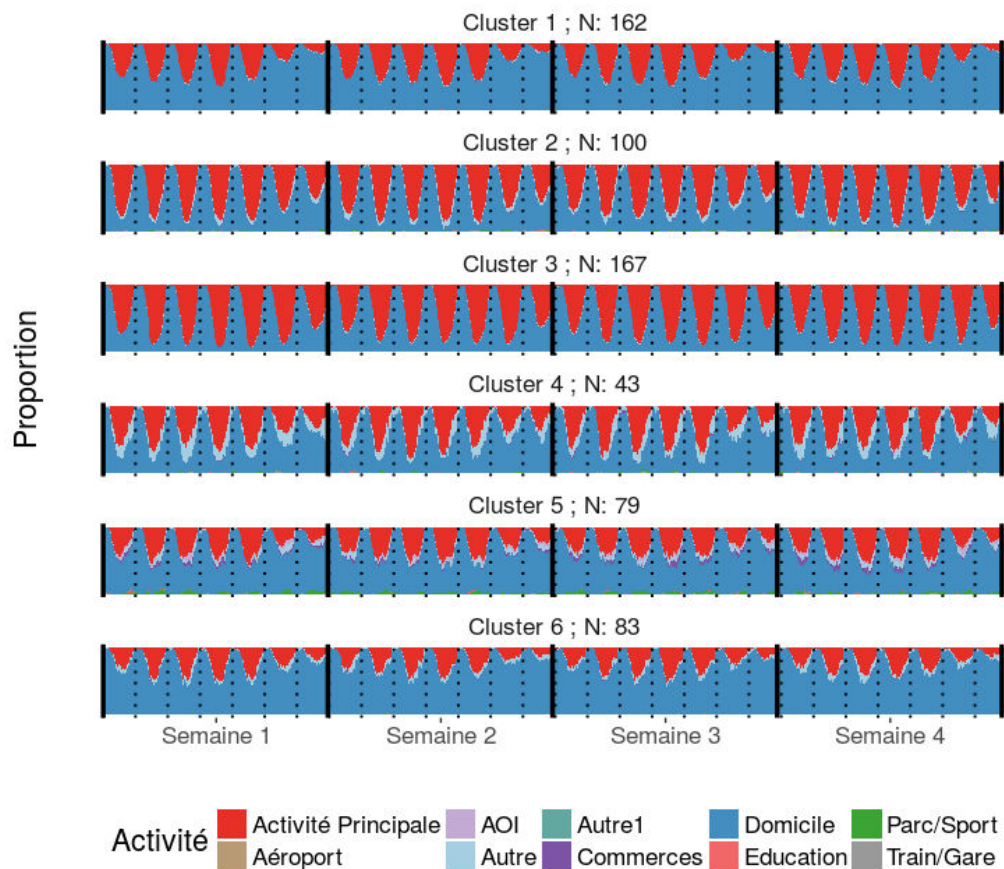 Cluster 1 ; N: 162
Cluster 2 ; N: 100
Cluster 3 ; N: 167
Cluster 4 ; N: 43
Cluster 5 ; N: 79
Cluster 6 ; N: 83
Proportion
Semaine 1 Semaine 2 Semaine 3 Semaine 4
Activité
Activité Principale AOI Autre1 Domicile Parc/Sport
Aéroport Autre Commerces Education Train/Gare